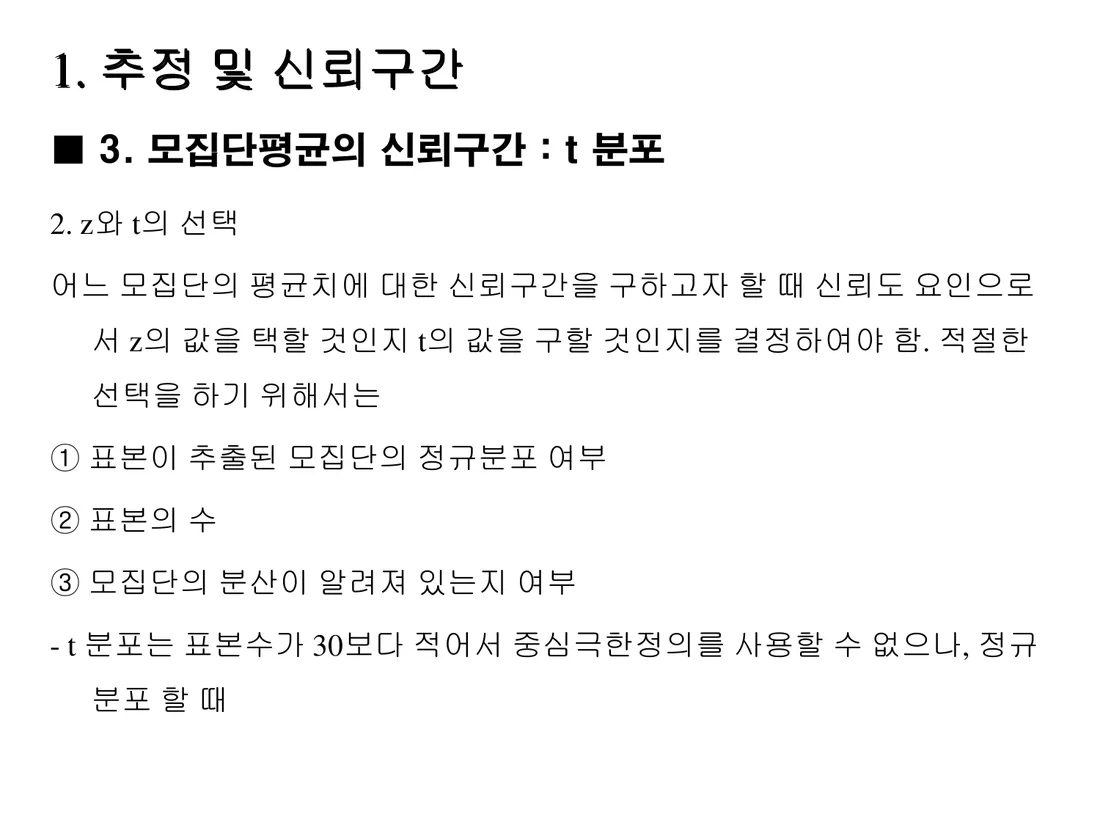 1. 추정 및 신뢰구간
■ 3. 모집단평균의 신뢰구간 : t 분포
2. z와 t의 선택
어느 모집단의 평균치에 대한 신뢰구간을 구하고자 할 때 신뢰도 요인으로
서 z의 값을 택할 것인지 t의 값을 구할 것인지를 결정하여야 함. 적절한
선택을 하기 위해서는
① 표본이 추출된 모집단의 정규분포 여부
② 표본의 수
③ 모집단의 분산이 알려져 있는지 여부
- t 분포는 표본수가 30보다 적어서 중심극한정의를 사용할 수 없으나, 정규
분포 할 때